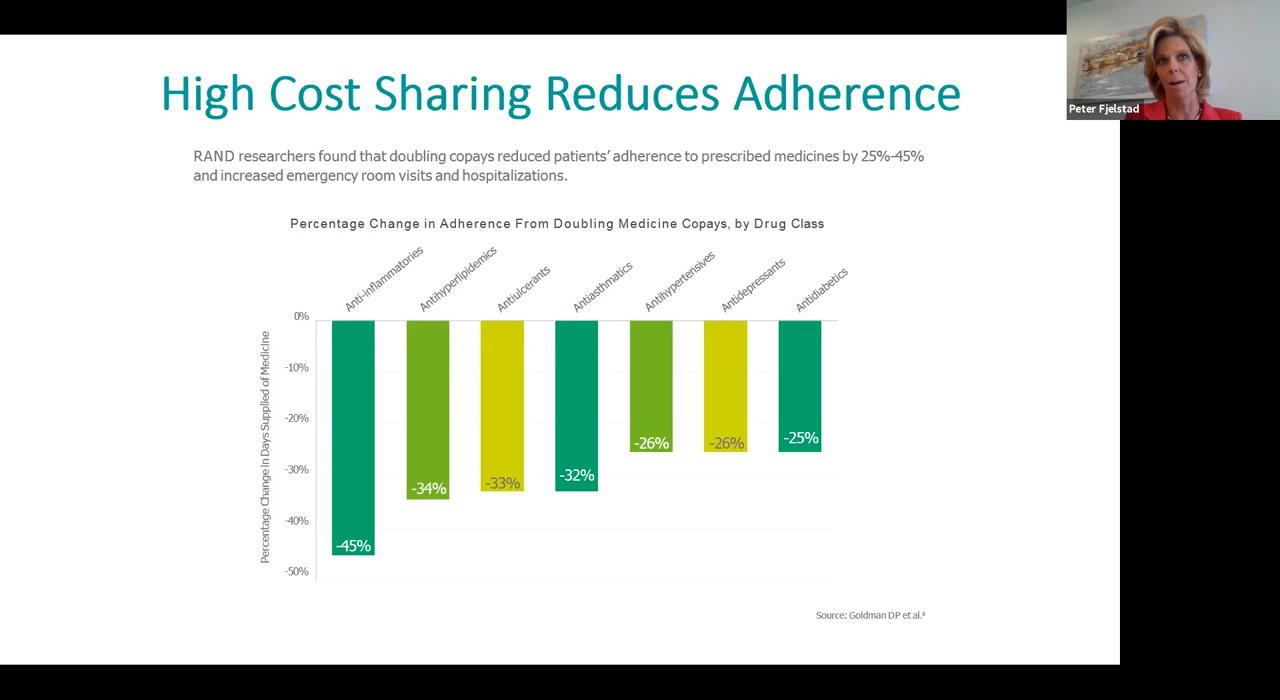 High Cost Sharing Reduces Adherence
Peter Fjelstad
RAND researchers found that doubling copays reduced patients’ adherence to prescribed medicines by 25%-45%
and increased emergency room visits and hospitalizations.
Percentage Change in Adherence From Doubling Medicine Copays, by Drug Class
Anti-inflammatories
Antihyperlipidemics
Antiulcerants
Antiasthmatics
Antihypertensives
Antidepressants
Antidiabetics
Percentage Change in Days Supplied of Medicine
0%
-10%
-20%
-30%
-40%
-50%
-45%
-34%
-33%
-32%
-26%
-26%
-25%
Source: Goldman DP et al.